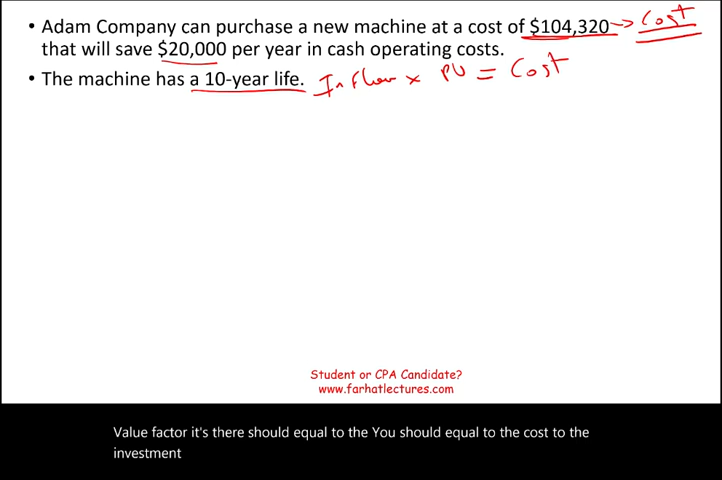 • Adam Company can purchase a new machine at a cost of $104,320 → Cost
that will save $20,000 per year in cash operating costs.
• The machine has a 10-year life. Inflow × PV = Cost
Student or CPA Candidate?
www.farhatlectures.com
Value factor it's there should equal to the You should equal to the cost to the
investment